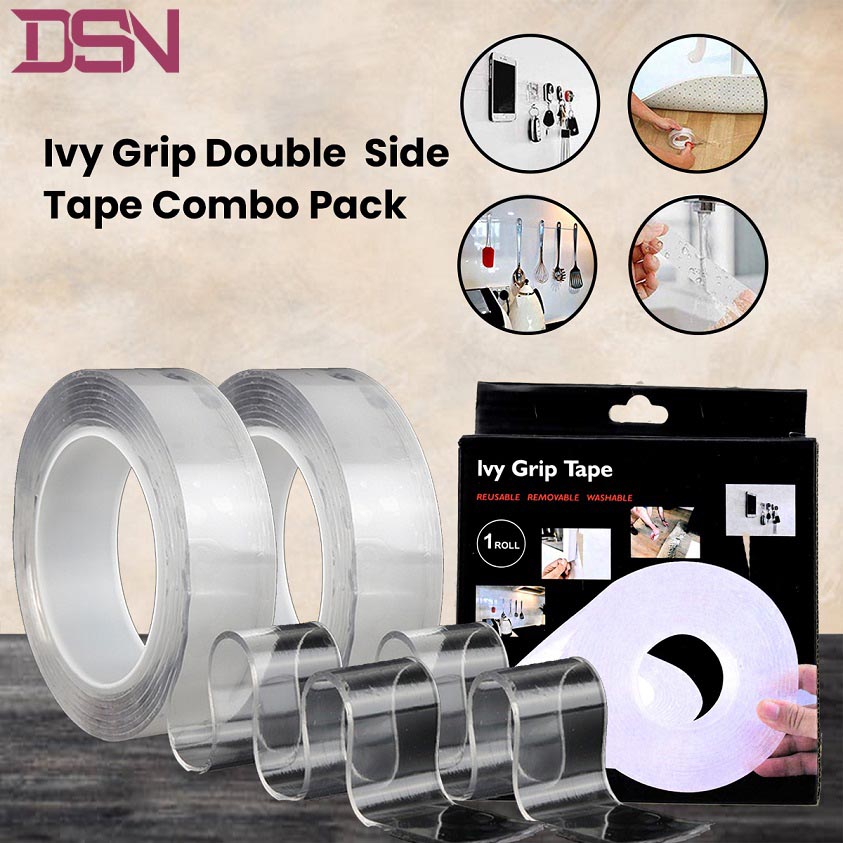 DSN
Ivy Grip Double Side
Tape Combo Pack
Ivy Grip Tape
REUSABLE REMOVABLE WASHABLE
1 ROLL